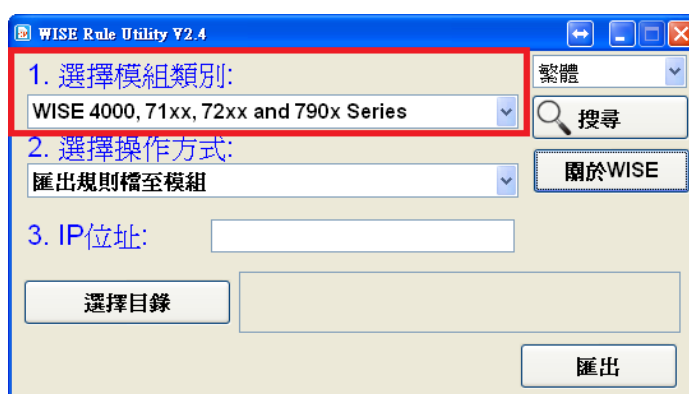 WISE Rule Utility V2.4
1. 選擇模組類別:
繁體
WISE 4000, 71xx, 72xx and 790x Series
搜尋
2. 選擇操作方式:
關於WISE
匯出規則檔至模組
3. IP位址:
選擇目錄
匯出